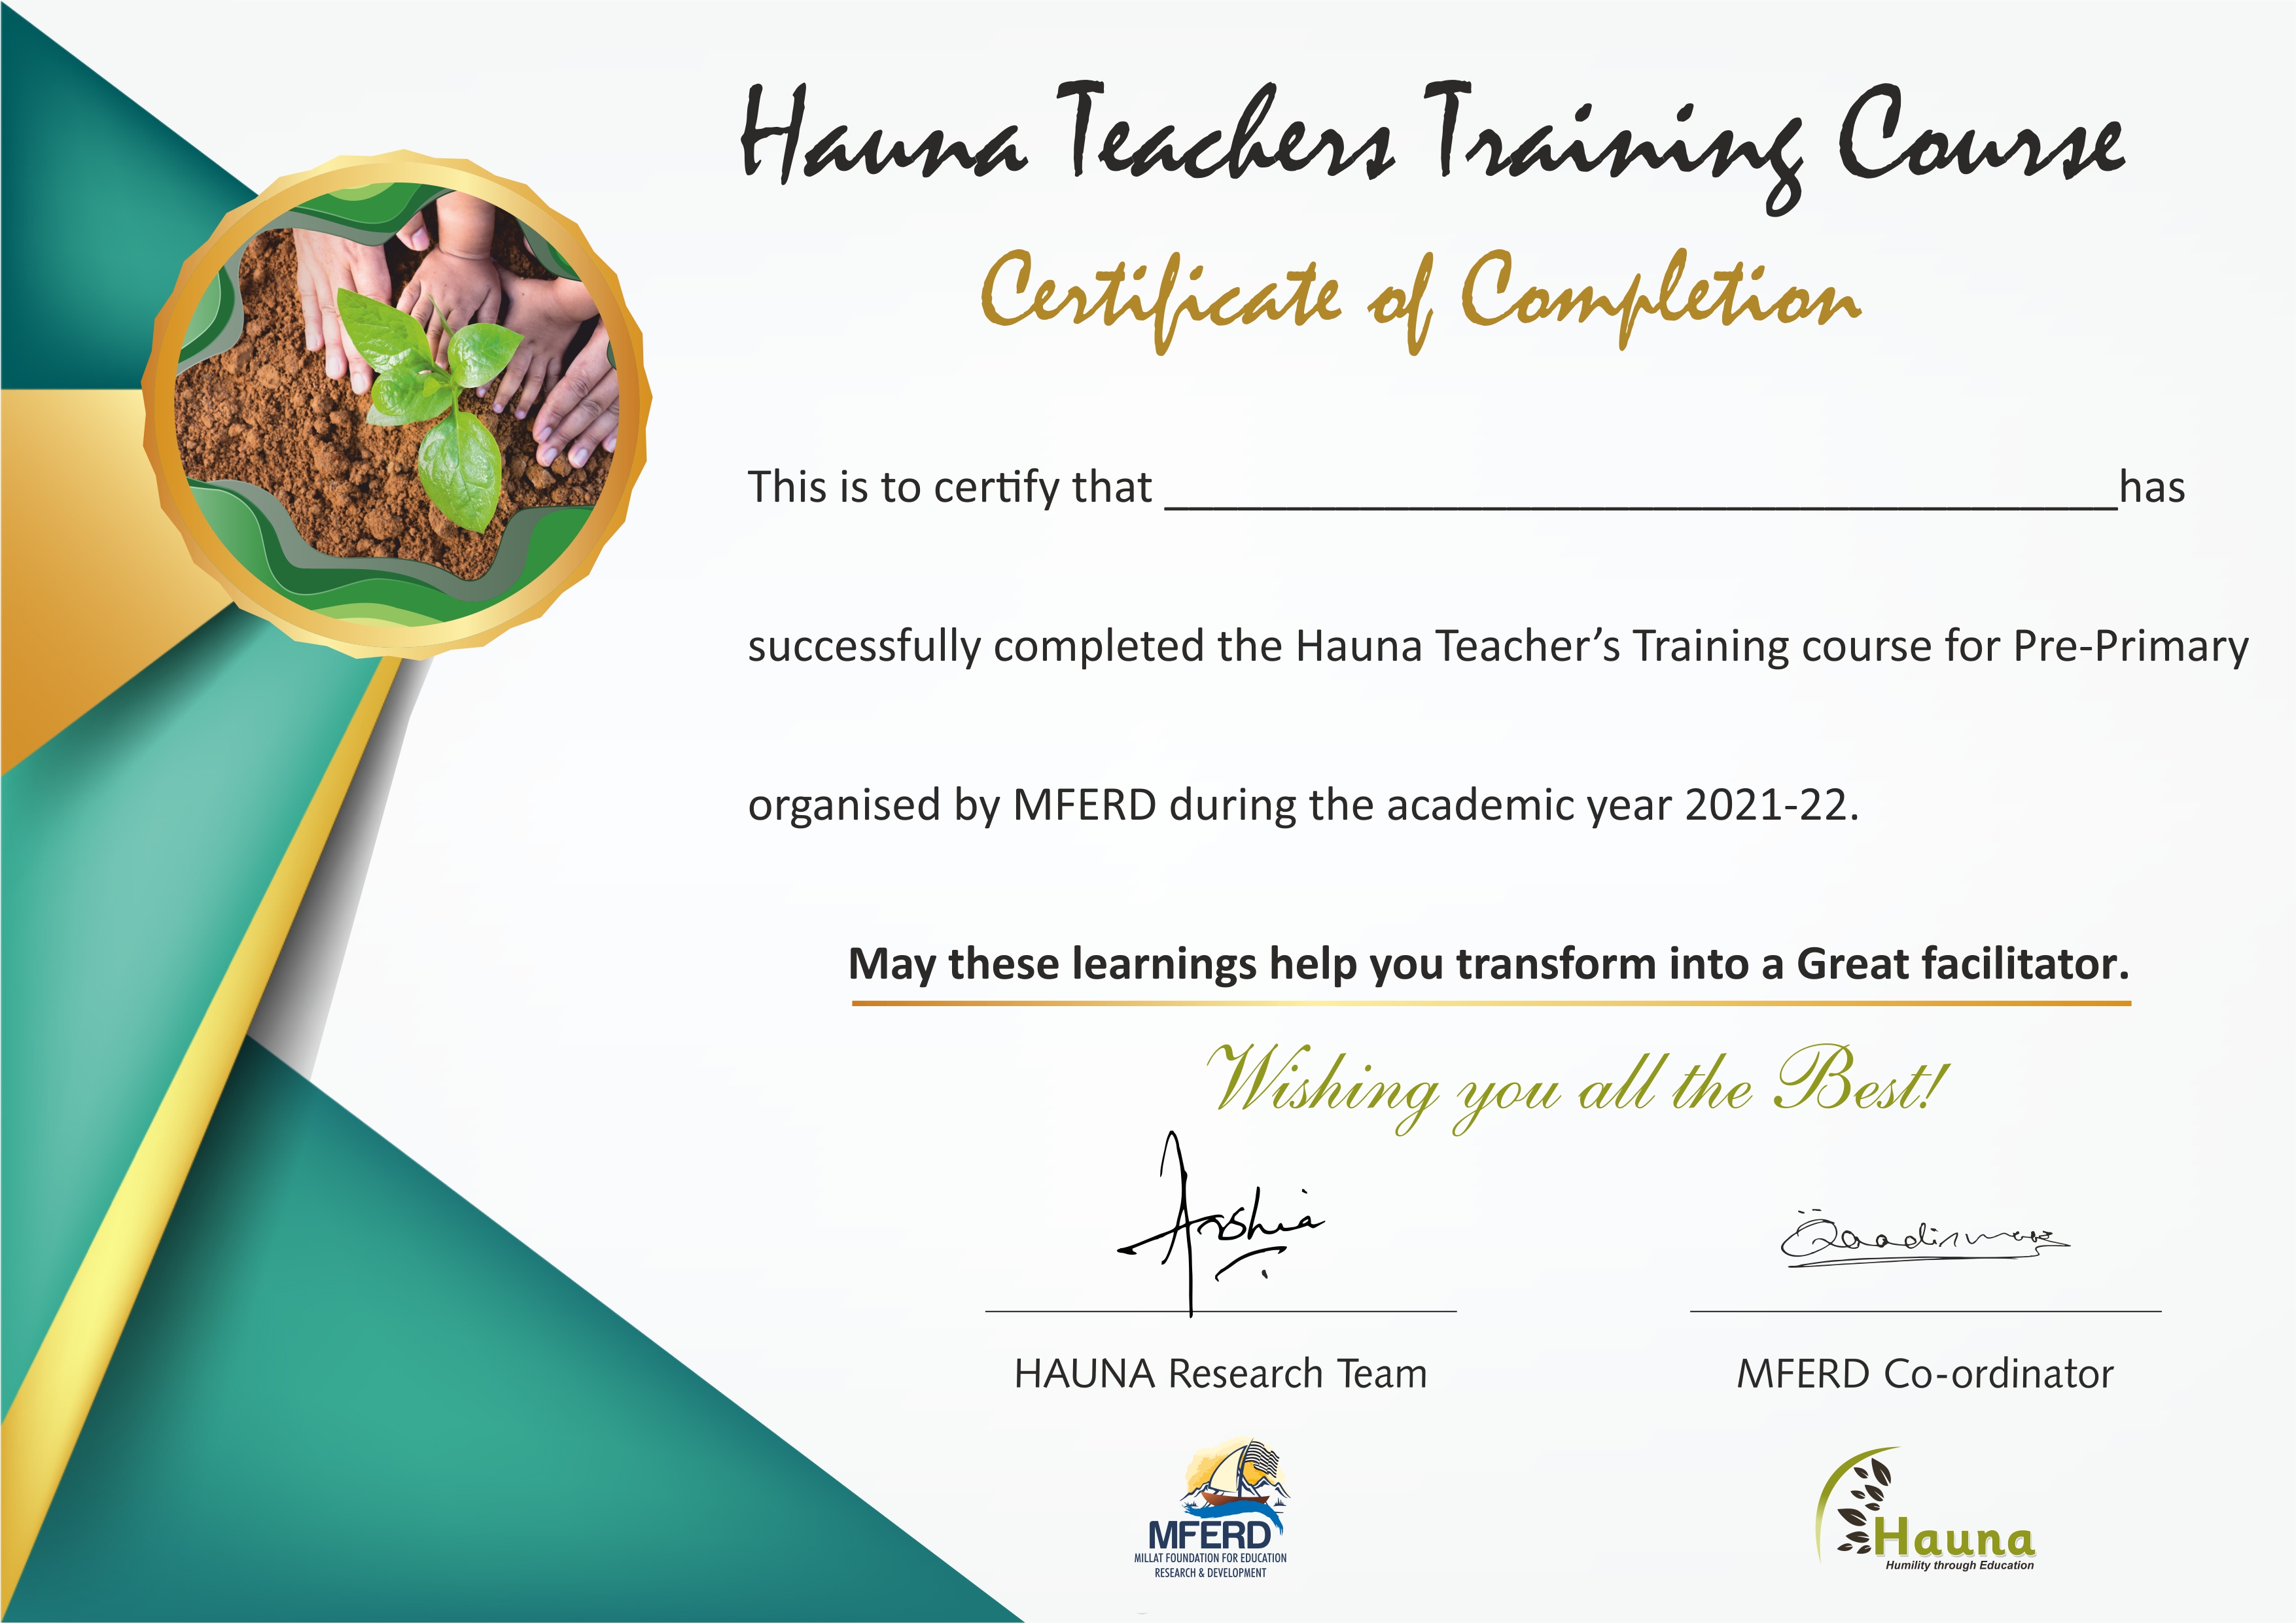 Hauna Teachers Training Course
Certificate of Completion
This is to certify that ________________________________________has
successfully completed the Hauna Teacher’s Training course for Pre-Primary
organised by MFERD during the academic year 2021-22.
May these learnings help you transform into a Great facilitator.
Wishing you all the Best!
Arshia
HAUNA Research Team
MFERD Co-ordinator
MFERD
MILLAT FOUNDATION FOR EDUCATION
RESEARCH & DEVELOPMENT
Hauna
Humility through Education